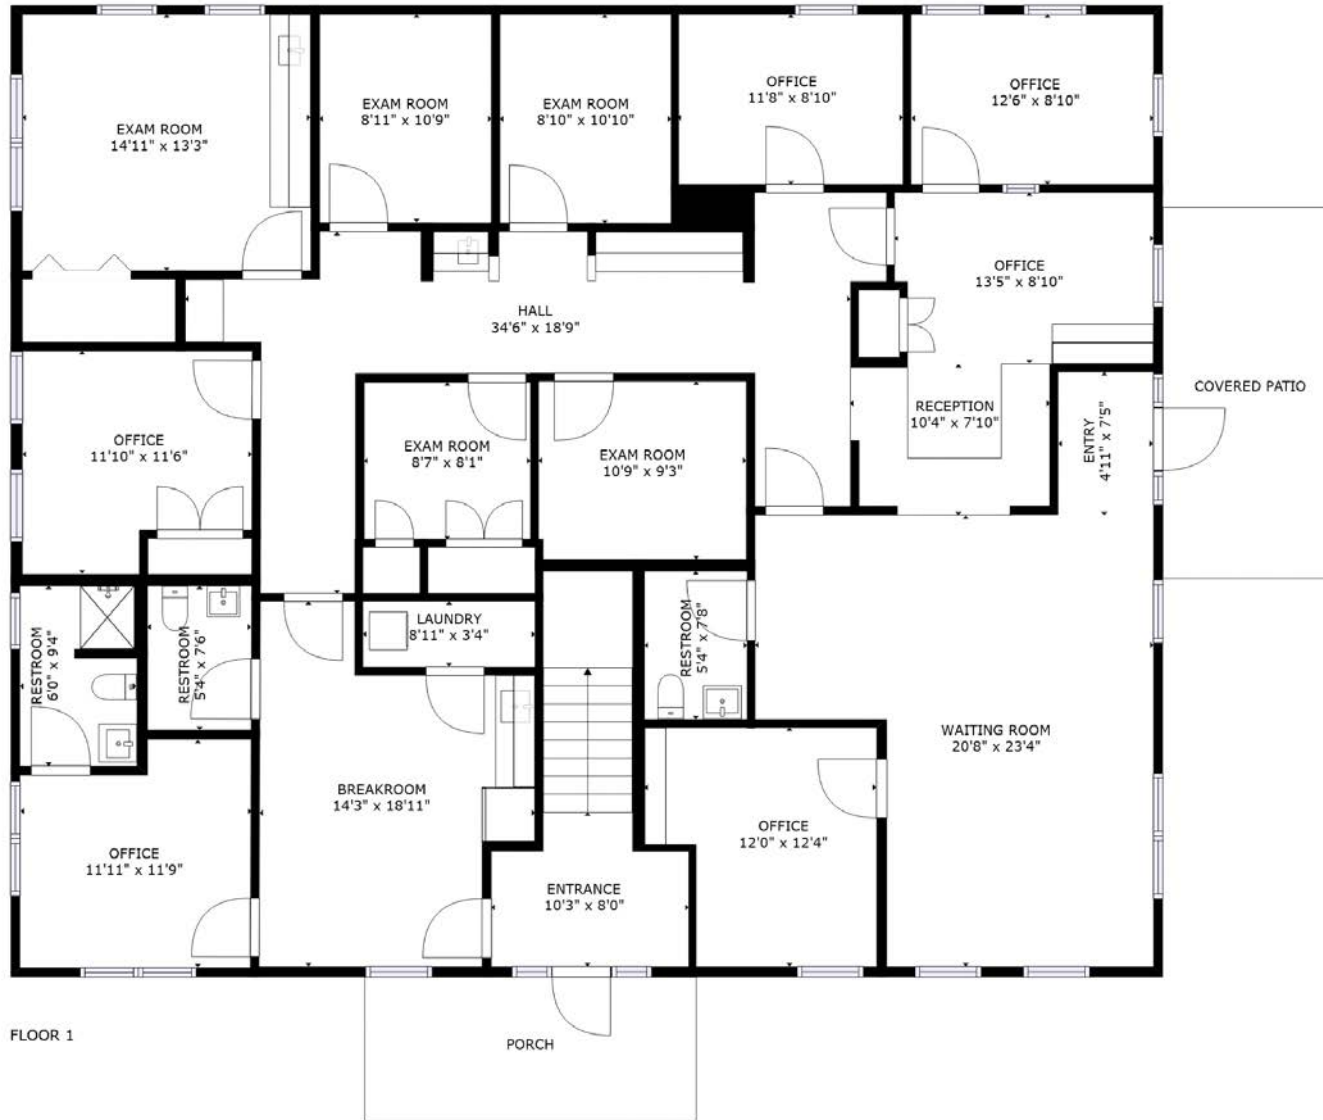 EXAM ROOM
14'11" x 13'3"
EXAM ROOM
8'11" x 10'9"
EXAM ROOM
8'10" x 10'10"
OFFICE
11'8" x 8'10"
OFFICE
12'6" x 8'10"
OFFICE
13'5" x 8'10"
HALL
34'6" x 18'9"
COVERED PATIO
RECEPTION
10'4" x 7'10"
ENTRY
4'11" x 7'5"
OFFICE
11'10" x 11'6"
EXAM ROOM
8'7" x 8'1"
EXAM ROOM
10'9" x 9'3"
RESTROOM
6'0" x 9'4"
RESTROOM
5'4" x 7'6"
LAUNDRY
8'11" x 3'4"
RESTROOM
5'4" x 7'8"
WAITING ROOM
20'8" x 23'4"
BREAKROOM
14'3" x 18'11"
OFFICE
12'0" x 12'4"
OFFICE
11'11" x 11'9"
ENTRANCE
10'3" x 8'0"
FLOOR 1
PORCH